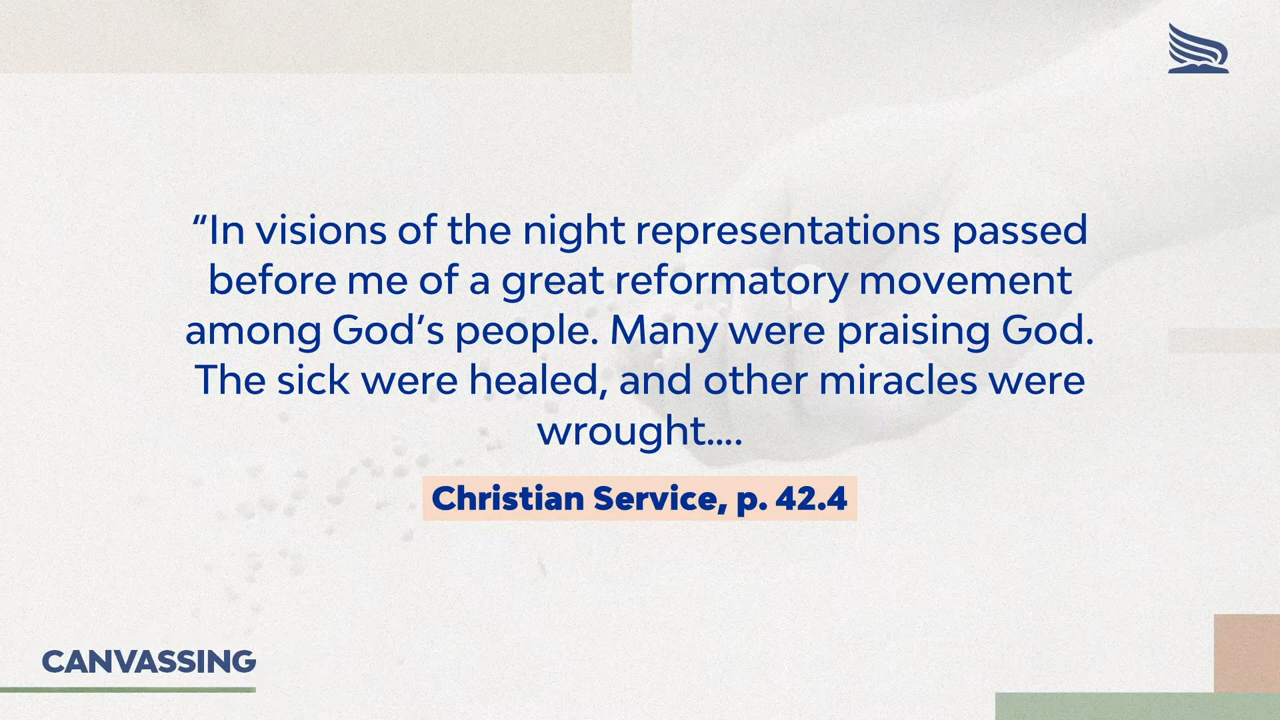 “In visions of the night representations passed
before me of a great reformatory movement
among God’s people. Many were praising God.
The sick were healed, and other miracles were
wrought....
Christian Service, p. 42.4
CANVASSING